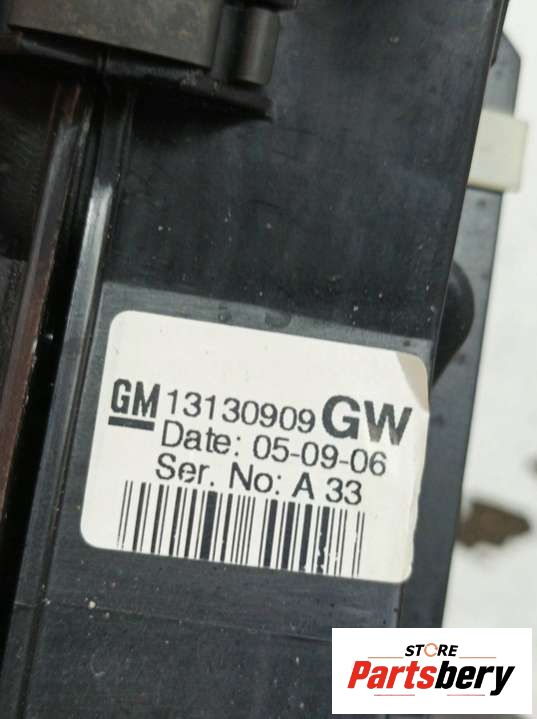 GM 13130909 GW
Date: 05-09-06
Ser. No: A 33
STORE
Partsbery